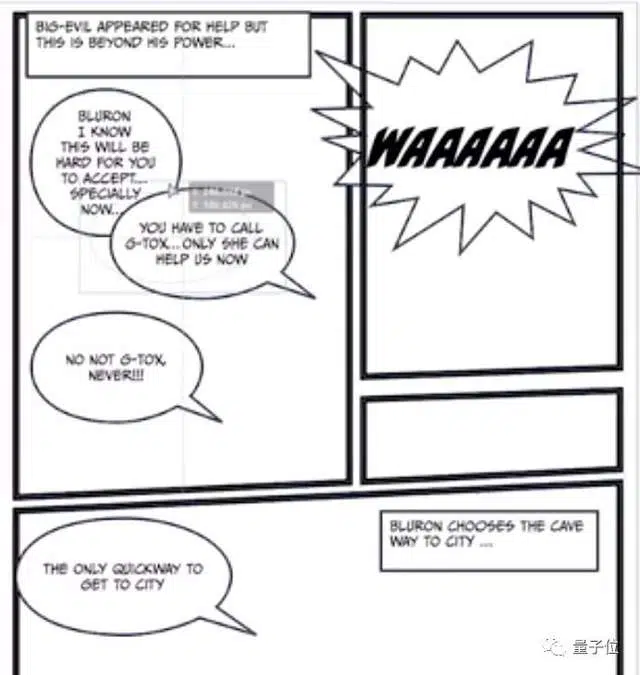 BIG-EVIL APPEARED FOR HELP BUT
THIS IS BEYOND HIS POWER...
BLURON
I KNOW
THIS WILL BE
HARD FOR YOU
TO ACCEPT....
SPECIALLY
NOW...
YOU HAVE TO CALL
G-TOX...ONLY SHE CAN
HELP US NOW
NO NOT G-TOX,
NEVER!!!
WAAAAAA
BLURON CHOOSES THE CAVE
WAY TO CITY ...
THE ONLY QUICKWAY TO
GET TO CITY
量子位